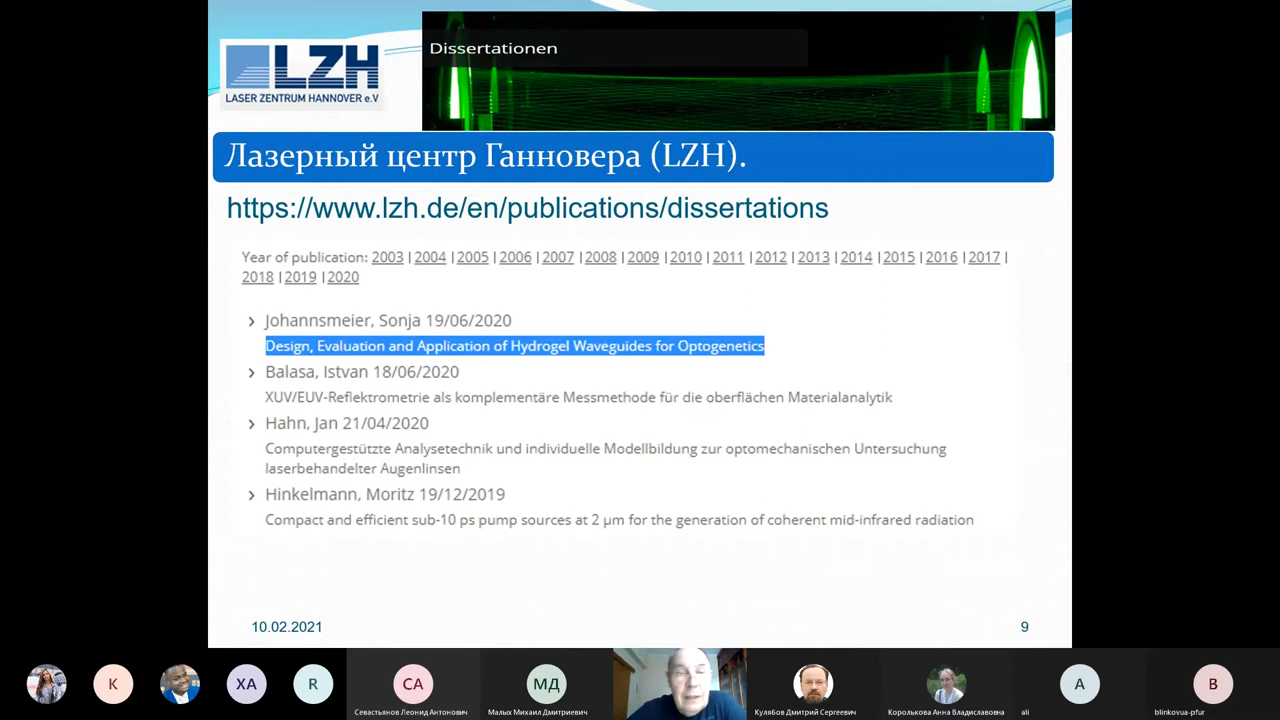 Dissertationen
LZH
LASER ZENTRUM HANNOVER e.V
Лазерный центр Ганновера (LZH).
https://www.lzh.de/en/publications/dissertations
Year of publication: 2003 | 2004 | 2005 | 2006 | 2007 | 2008 | 2009 | 2010 | 2011 | 2012 | 2013 | 2014 | 2015 | 2016 | 2017 |
2018 | 2019 | 2020
Johannsmeier, Sonja 19/06/2020
Design, Evaluation and Application of Hydrogel Waveguides for Optogenetics
Balasa, Istvan 18/06/2020
XUV/EUV-Reflektrometrie als komplementäre Messmethode für die oberflächen Materialanalytik
Hahn, Jan 21/04/2020
Computergestützte Analysetechnik und individuelle Modellbildung zur optomechanischen Untersuchung
laserbehandelter Augenlinsen
Hinkelmann, Moritz 19/12/2019
Compact and efficient sub-10 ps pump sources at 2 µm for the generation of coherent mid-infrared radiation
10.02.2021
9
K
XA
R
CA
МД
A
B
Севастьянов Леонид Антонович
Малых Михаил Дмитриевич
Кулябов Дмитрий Сергеевич
Королькова Анна Владиславовна
ali
blinkovua-pfur